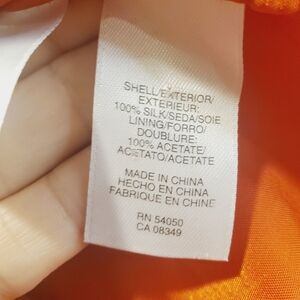 SHELL/EXTERIOR/
EXTERIEUR:
100% SILK/SEDA/SOIE
LINING/FORRO/
DOUBLURE:
100% ACETATE/
ACETATO/ACETATE
MADE IN CHINA
HECHO EN CHINA
FABRIQUE EN CHINE
RN 54050
CA 08349